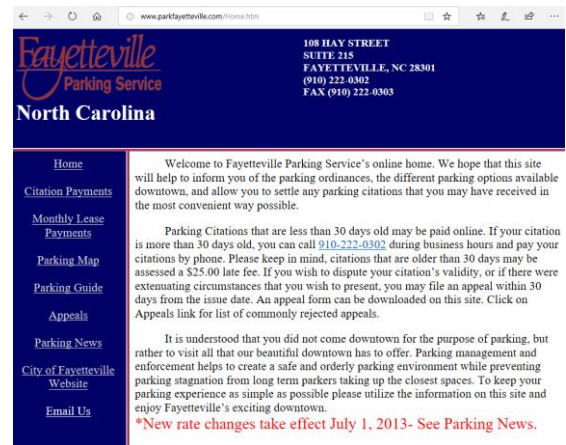 www.parkfayetteville.com/Home.htm
Fayetteville
Parking Service
North Carolina
108 HAY STREET
SUITE 215
FAYETTEVILLE, NC 28301
(910) 222-0302
FAX (910) 222-0303
Home
Citation Payments
Monthly Lease
Payments
Parking Map
Parking Guide
Appeals
Parking News
City of Fayetteville
Website
Email Us
Welcome to Fayetteville Parking Service's online home. We hope that this site
will help to inform you of the parking ordinances, the different parking options available
downtown, and allow you to settle any parking citations that you may have received in
the most convenient way possible.
Parking Citations that are less than 30 days old may be paid online. If your citation
is more than 30 days old, you can call 910-222-0302 during business hours and pay your
citations by phone. Please keep in mind, citations that are older than 30 days may be
assessed a $25.00 late fee. If you wish to dispute your citation's validity, or if there were
extenuating circumstances that you wish to present, you may file an appeal within 30
days from the issue date. An appeal form can be downloaded on this site. Click on
Appeals link for list of commonly rejected appeals.
It is understood that you did not come downtown for the purpose of parking, but
rather to visit all that our beautiful downtown has to offer. Parking management and
enforcement helps to create a safe and orderly parking environment while preventing
parking stagnation from long term parkers taking up the closest spaces. To keep your
parking experience as simple as possible please utilize the information on this site and
enjoy Fayetteville's exciting downtown.
*New rate changes take effect July 1, 2013- See Parking News.